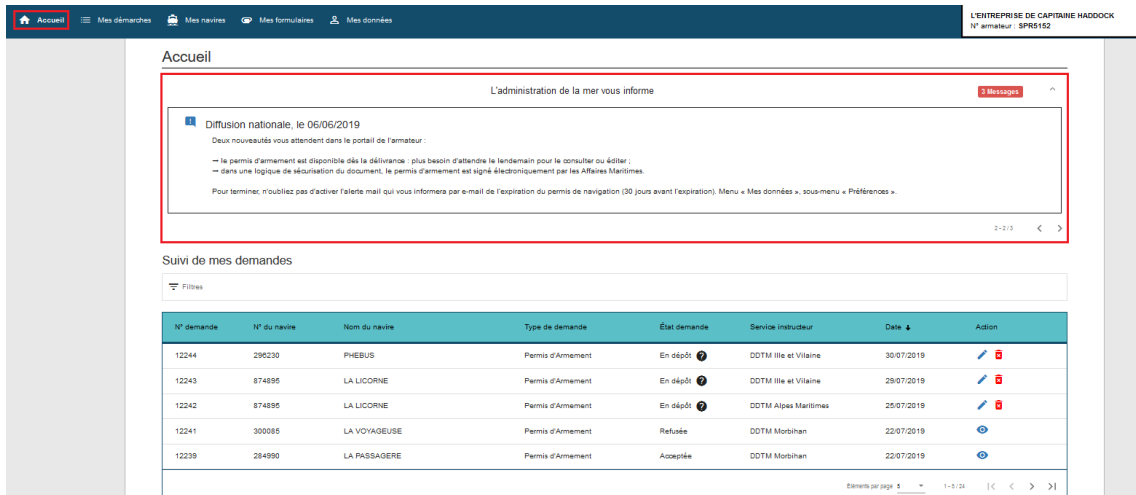 Accueil Mes démarches Mes navires Mes formulaires Mes données
L'ENTREPRISE DE CAPITAINE HADDOCK
N° armateur : SPR5152
Accueil
L'administration de la mer vous informe 3 Messages
Diffusion nationale, le 06/06/2019
Deux nouveautés vous attendent dans le portail de l'armateur :
→ le permis d'armement est disponible dès la délivrance : plus besoin d'attendre le lendemain pour le consulter ou éditer ;
→ dans une logique de sécurisation du document, le permis d'armement est signé électroniquement par les Affaires Maritimes.
Pour terminer, n'oubliez pas d'activer l'alerte mail qui vous informera par e-mail de l'expiration du permis de navigation (30 jours avant l'expiration). Menu « Mes données », sous-menu « Préférences ».
2 - 2 / 3
Suivi de mes demandes
Filtres
N° demande N° du navire Nom du navire Type de demande État demande Service instructeur Date Action
12244 296230 PHEBUS Permis d'Armement En dépôt ? DDTM Ille et Vilaine 30/07/2019
12243 874895 LA LICORNE Permis d'Armement En dépôt ? DDTM Ille et Vilaine 29/07/2019
12242 874895 LA LICORNE Permis d'Armement En dépôt ? DDTM Alpes Maritimes 25/07/2019
12241 300085 LA VOYAGEUSE Permis d'Armement Refusée DDTM Morbihan 22/07/2019
12239 284990 LA PASSAGERE Permis d'Armement Acceptée DDTM Morbihan 22/07/2019
Éléments par page 5 1 - 5 / 24